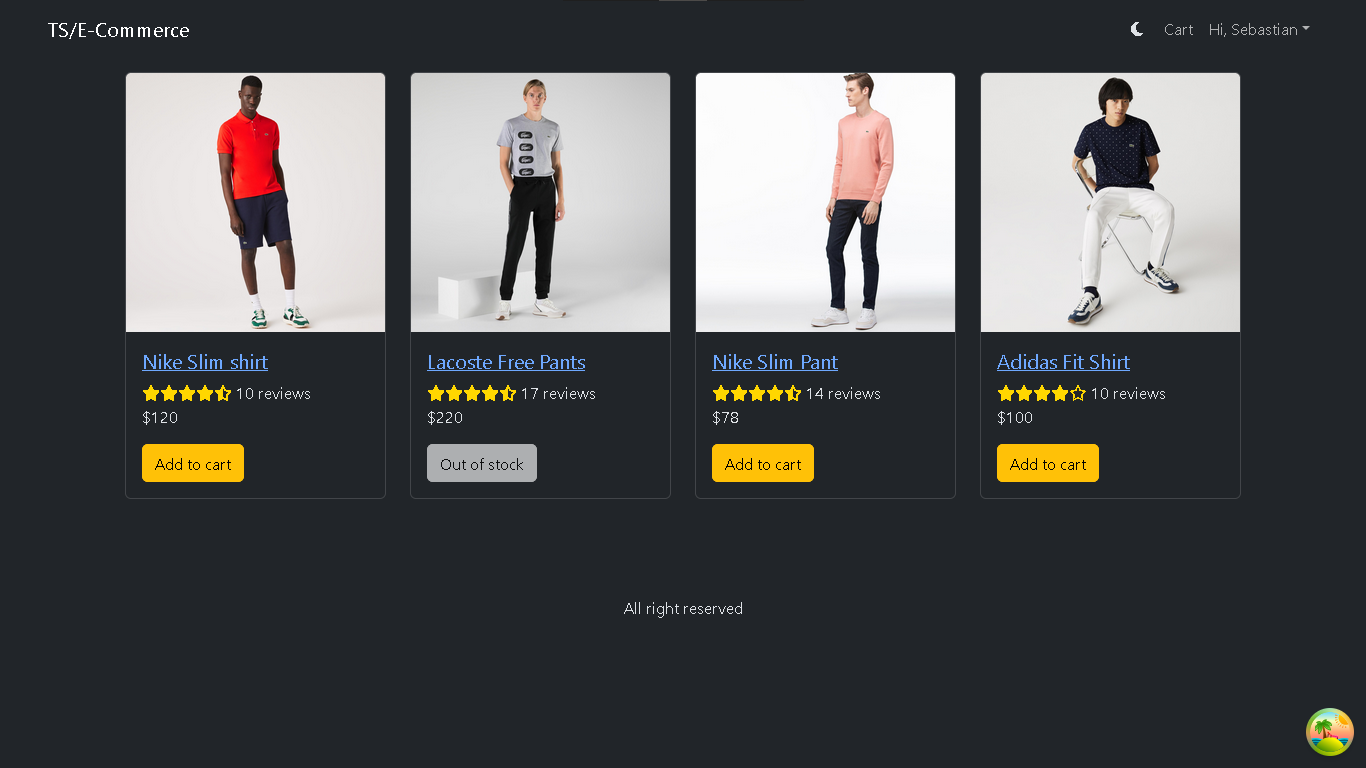 TS/E-Commerce
Cart
Hi, Sebastian
Nike Slim shirt
10 reviews
$120
Add to cart
Lacoste Free Pants
17 reviews
$220
Out of stock
Nike Slim Pant
14 reviews
$78
Add to cart
Adidas Fit Shirt
10 reviews
$100
Add to cart
All right reserved